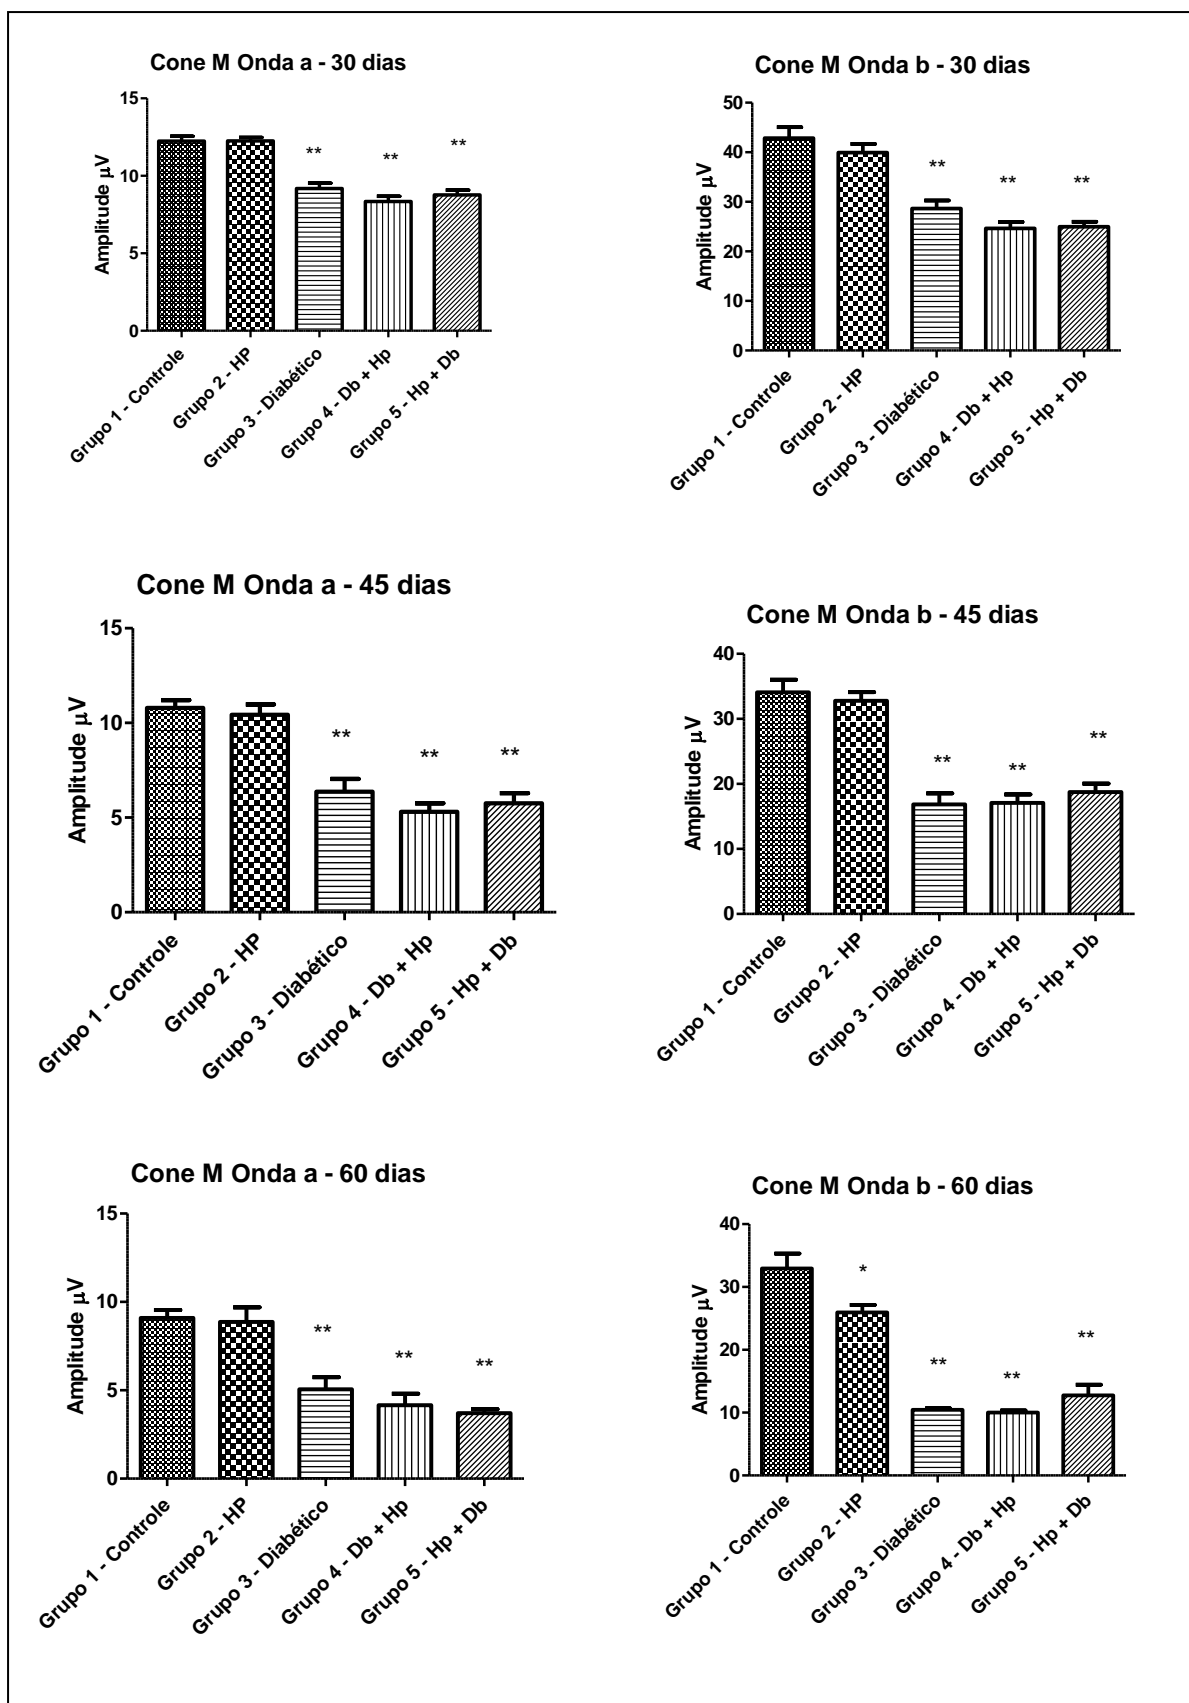 Cone M Onda a - 30 dias
15
10
5
0
Amplitude µV
**
**
**
Grupo 1 - Controle
Grupo 2 - HP
Grupo 3 - Diabético
Grupo 4 - Db + Hp
Grupo 5 - Hp + Db
Cone M Onda b - 30 dias
50
40
30
20
10
0
Amplitude µV
**
**
**
Grupo 1 - Controle
Grupo 2 - HP
Grupo 3 - Diabético
Grupo 4 - Db + Hp
Grupo 5 - Hp + Db
Cone M Onda a - 45 dias
15
10
5
0
Amplitude µV
**
**
**
Grupo 1 - Controle
Grupo 2 - HP
Grupo 3 - Diabético
Grupo 4 - Db + Hp
Grupo 5 - Hp + Db
Cone M Onda b - 45 dias
40
30
20
10
0
Amplitude µV
**
**
**
Grupo 1 - Controle
Grupo 2 - HP
Grupo 3 - Diabético
Grupo 4 - Db + Hp
Grupo 5 - Hp + Db
Cone M Onda a - 60 dias
15
10
5
0
Amplitude µV
**
**
**
Grupo 1 - Controle
Grupo 2 - HP
Grupo 3 - Diabético
Grupo 4 - Db + Hp
Grupo 5 - Hp + Db
Cone M Onda b - 60 dias
40
30
20
10
0
Amplitude µV
*
**
**
**
Grupo 1 - Controle
Grupo 2 - HP
Grupo 3 - Diabético
Grupo 4 - Db + Hp
Grupo 5 - Hp + Db